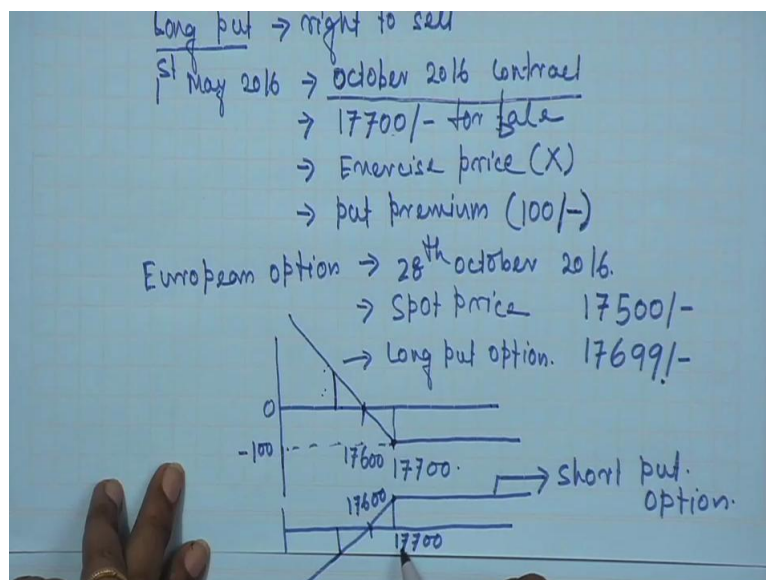 Long put → right to sell
1st May 2016 → October 2016 Contract
→ 17700/- for sale
→ Exercise price (X)
→ put premium (100/-)
European option → 28th october 2016.
→ Spot price 17500/-
→ Long put option. 17699/-
0
-100 17600 17700.
17600 → Short put option.
17700